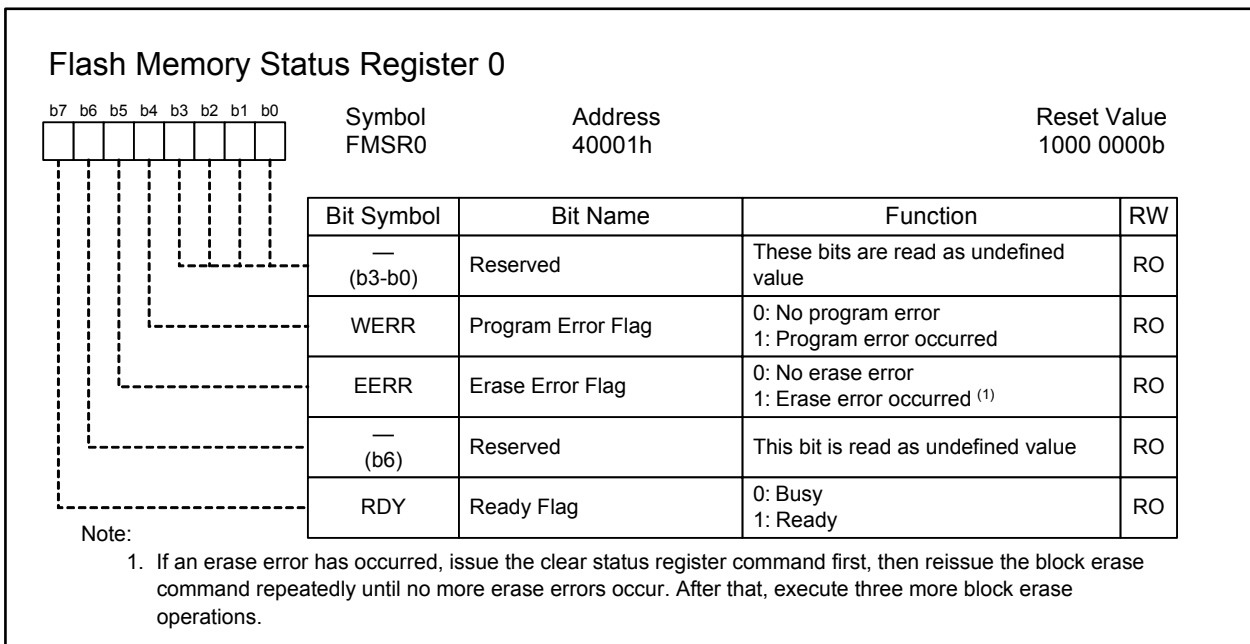 Flash Memory Status Register 0
b7 b6 b5 b4 b3 b2 b1 b0
Symbol Address Reset Value
FMSR0 40001h 1000 0000b
Bit Symbol Bit Name Function RW
—
(b3-b0)
Reserved
These bits are read as undefined
value
RO
WERR
Program Error Flag
0: No program error
1: Program error occurred
RO
EERR
Erase Error Flag
0: No erase error
1: Erase error occurred (1)
RO
—
(b6)
Reserved
This bit is read as undefined value
RO
RDY
Ready Flag
0: Busy
1: Ready
RO
Note:
1. If an erase error has occurred, issue the clear status register command first, then reissue the block erase
command repeatedly until no more erase errors occur. After that, execute three more block erase
operations.